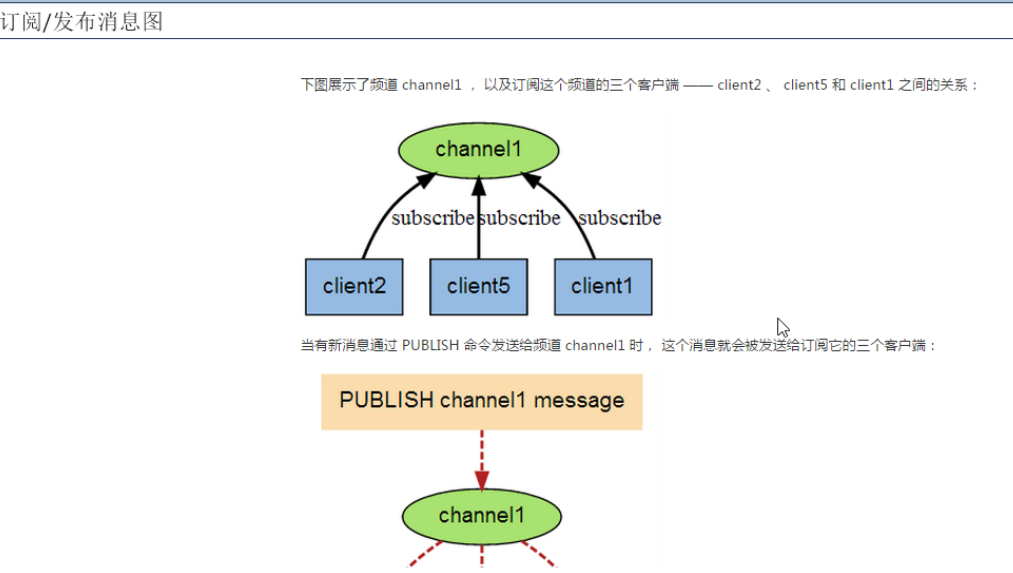 订阅/发布消息图
下图展示了频道 channel1 ， 以及订阅这个频道的三个客户端 —— client2 、 client5 和 client1 之间的关系：
channel1
subscribe subscribe subscribe
client2 client5 client1
当有新消息通过 PUBLISH 命令发送给频道 channel1 时， 这个消息就会被发送给订阅它的三个客户端：
PUBLISH channel1 message
channel1